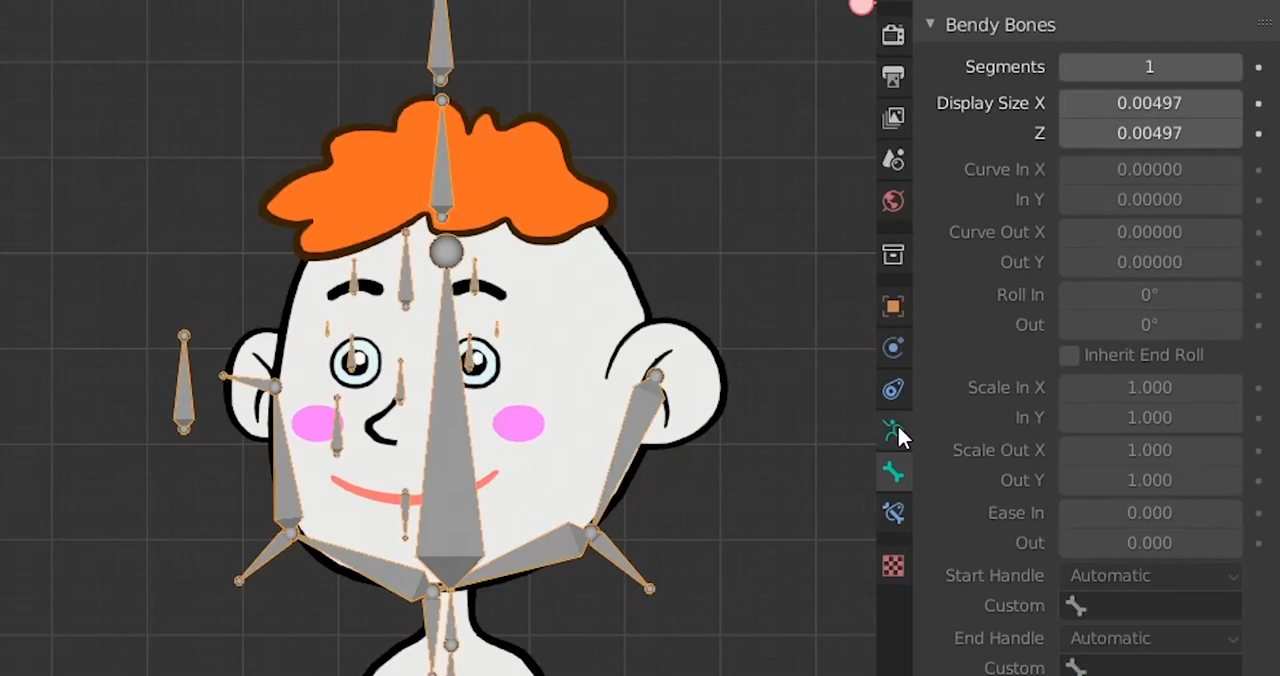 Bendy Bones
Segments 1
Display Size X 0.00497
Z 0.00497
Curve In X 0.00000
In Y 0.00000
Curve Out X 0.00000
Out Y 0.00000
Roll In 0°
Out 0°
Inherit End Roll
Scale In X 1.000
In Y 1.000
Scale Out X 1.000
Out Y 1.000
Ease In 0.000
Out 0.000
Start Handle Automatic
Custom
End Handle Automatic
Custom